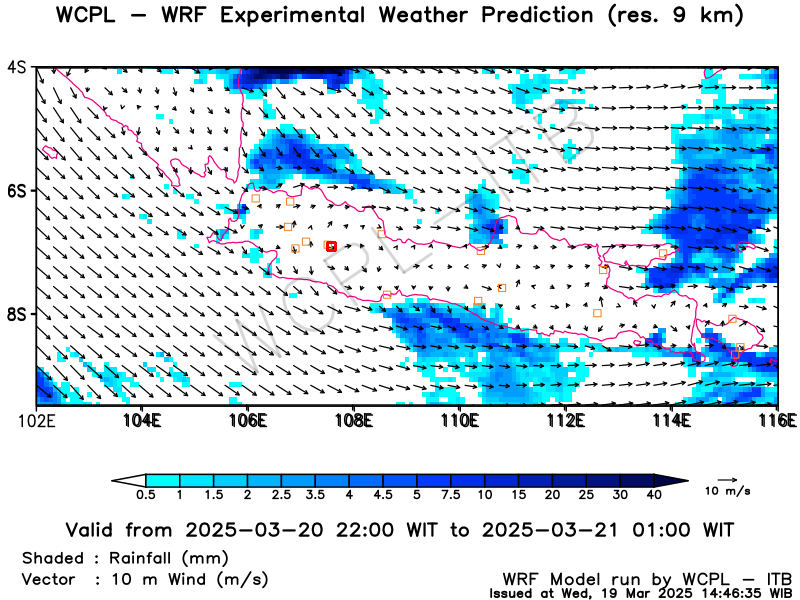 WCPL – WRF Experimental Weather Prediction (res. 9 km)
4S
6S
8S
WCPL–ITB
102E 104E 106E 108E 110E 112E 114E 116E
0.5 1 1.5 2 2.5 3.5 4 4.5 5 7.5 10 15 20 25 30 40
10 m/s
Valid from 2025–03–20 22:00 WIT to 2025–03–21 01:00 WIT
Shaded : Rainfall (mm)
Vector : 10 m Wind (m/s)
WRF Model run by WCPL – ITB
Issued at Wed, 19 Mar 2025 14:46:35 WIB